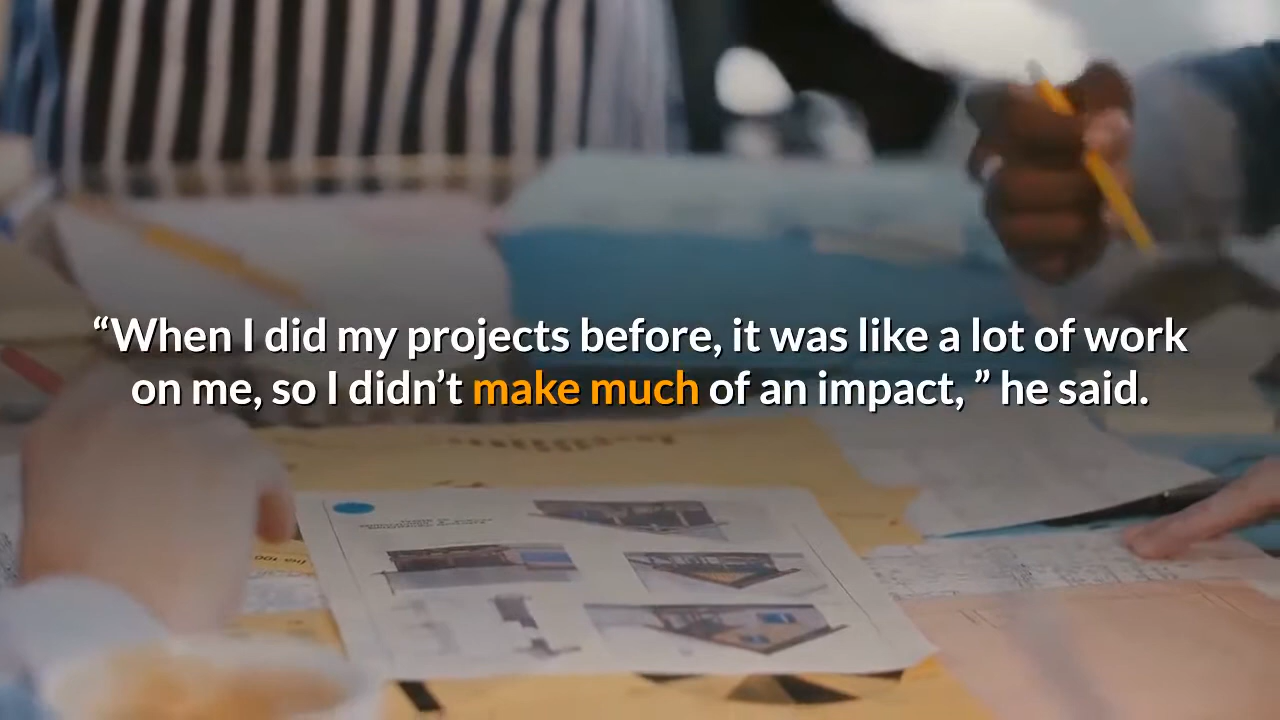 “When I did my projects before, it was like a lot of work
on me, so I didn’t make much of an impact, ” he said.